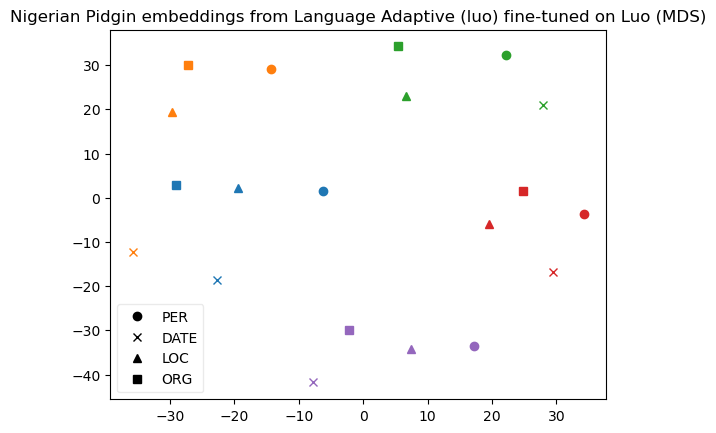 Nigerian Pidgin embeddings from Language Adaptive (luo) fine-tuned on Luo (MDS)
30
20
10
0
−10
−20
−30
−40
PER
DATE
LOC
ORG
−30 −20 −10 0 10 20 30